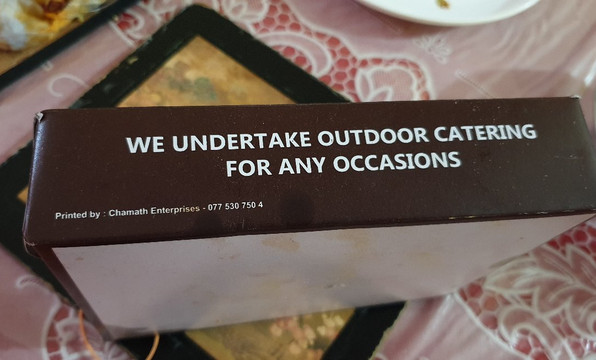 WE UNDERTAKE OUTDOOR CATERING
FOR ANY OCCASIONS
Printed by : Chamath Enterprises - 077 530 750 4